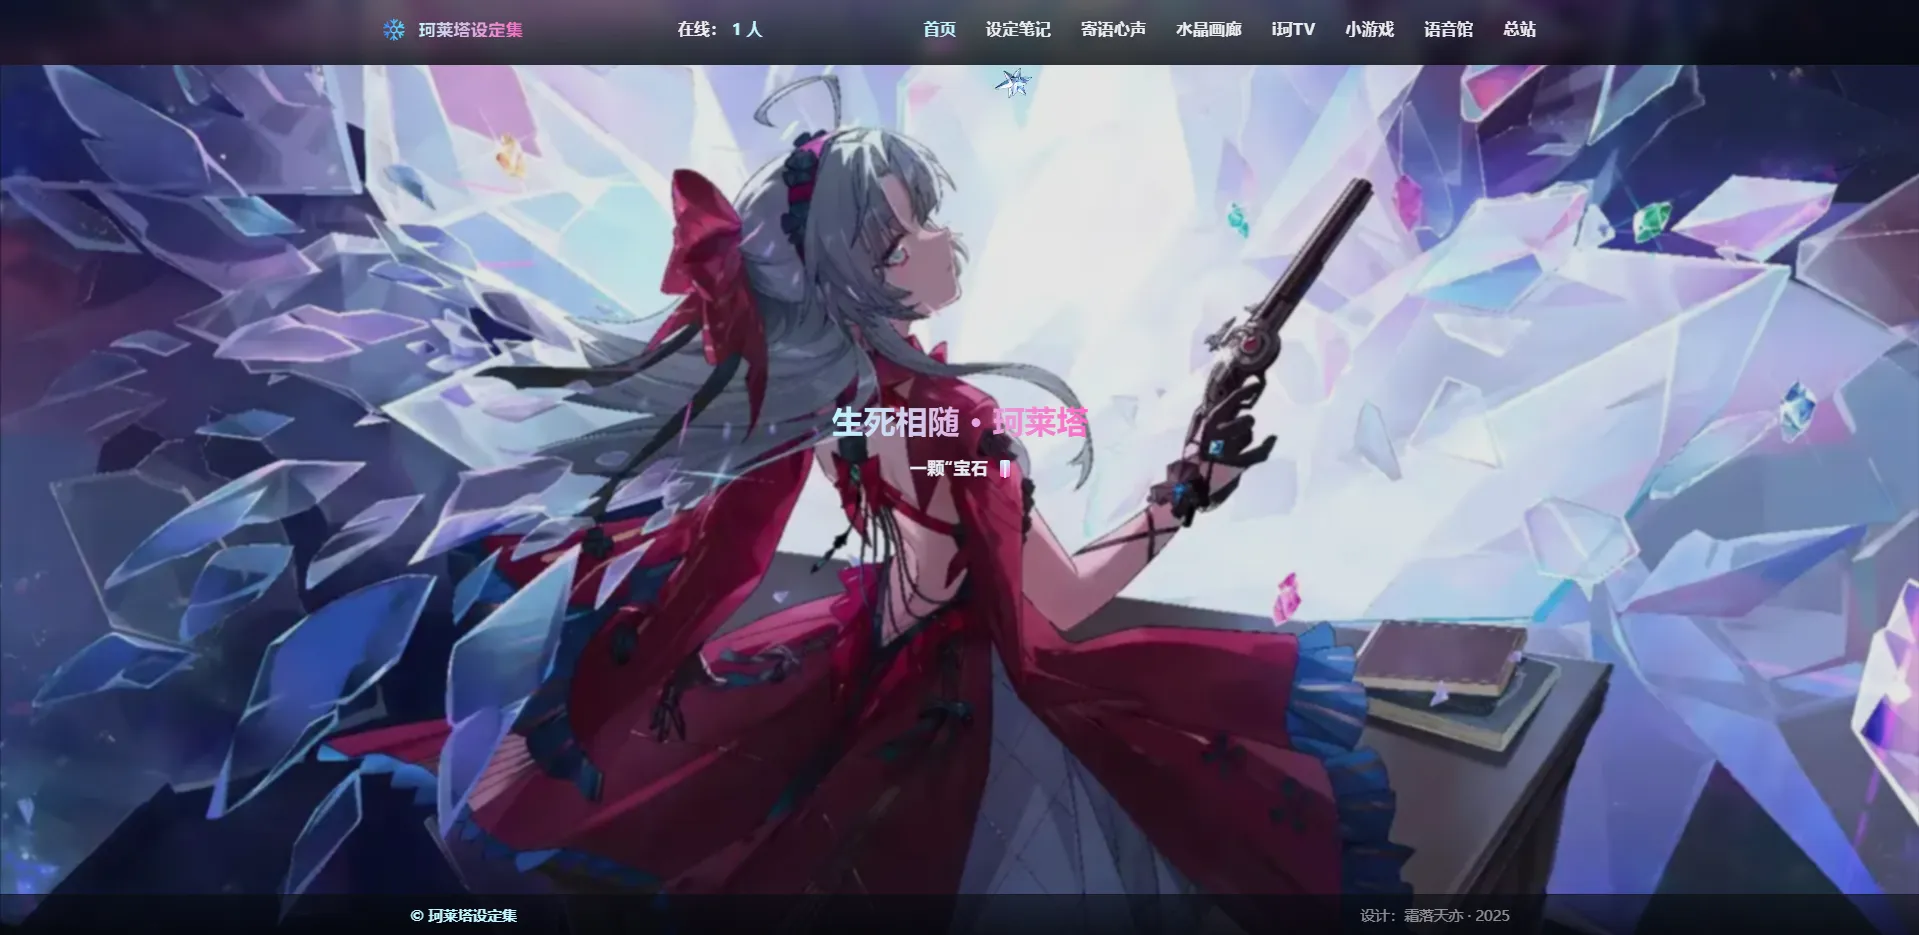 珂莱塔设定集
在线： 1 人
首页 设定笔记 寄语心声 水晶画廊 i珂TV 小游戏 语音馆 总站
生死相随 • 珂莱塔
一颗“宝石
© 珂莱塔设定集
设计：霜落天亦 · 2025